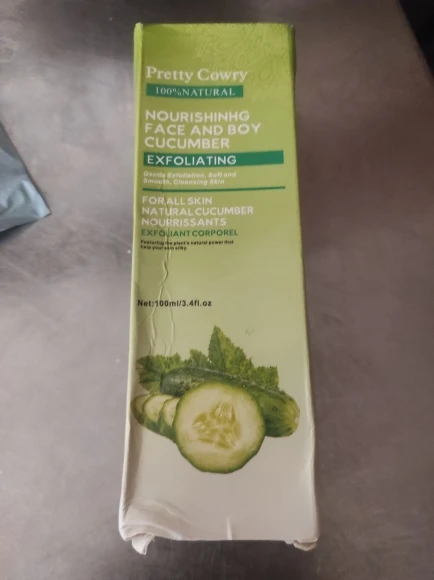 Pretty Cowry
100%NATURAL
NOURISHINHG
FACE AND BOY
CUCUMBER
EXFOLIATING
Gentle Exfoliation, Soft and
Smooth, Cleansing Skin
FOR ALL SKIN
NATURAL CUCUMBER
NOURRISSANTS
EXFOLIANT CORPOREL
Featuring the plant's natural power that
help your skin silky
Net:100ml/3.4fl.oz